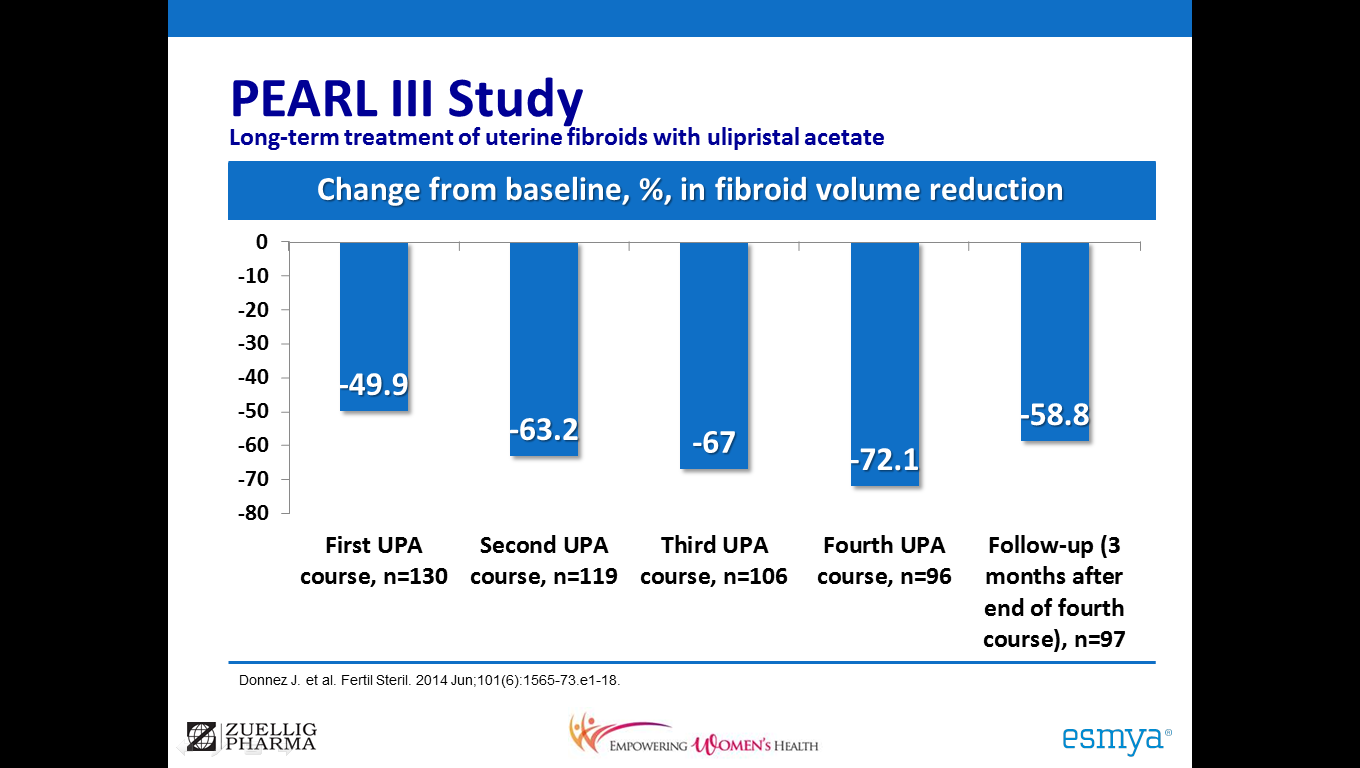 PEARL III Study
Long-term treatment of uterine fibroids with ulipristal acetate
Change from baseline, %, in fibroid volume reduction
0
-10
-20
-30
-40
-50
-60
-70
-80
-49.9
-63.2
-67
-72.1
-58.8
First UPA
course, n=130
Second UPA
course, n=119
Third UPA
course, n=106
Fourth UPA
course, n=96
Follow-up (3
months after
end of fourth
course), n=97
Donnez J. et al. Fertil Steril. 2014 Jun;101(6):1565-73.e1-18.
ZUELLIG
PHARMA
EMPOWERING WOMEN'S HEALTH
esmya®